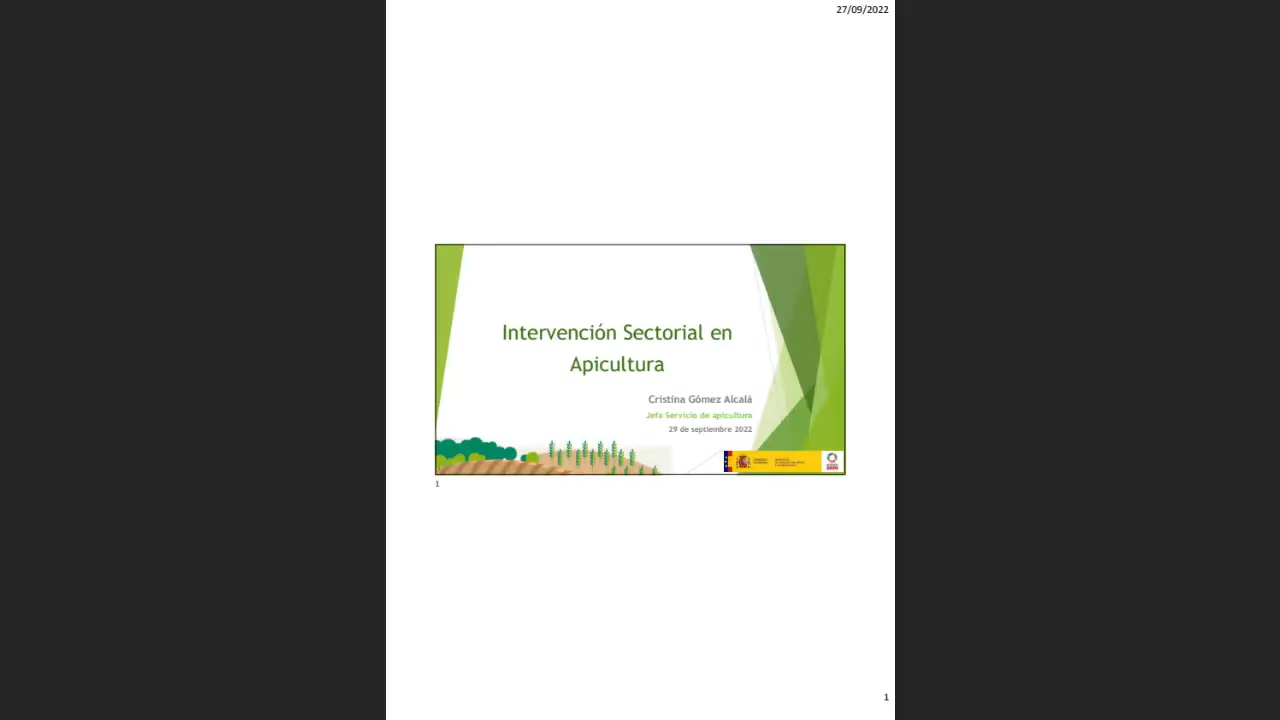 27/09/2022
Intervención Sectorial en
Apicultura
Cristina Gómez Alcalá
Jefa Servicio de apicultura
29 de septiembre 2022
1
1